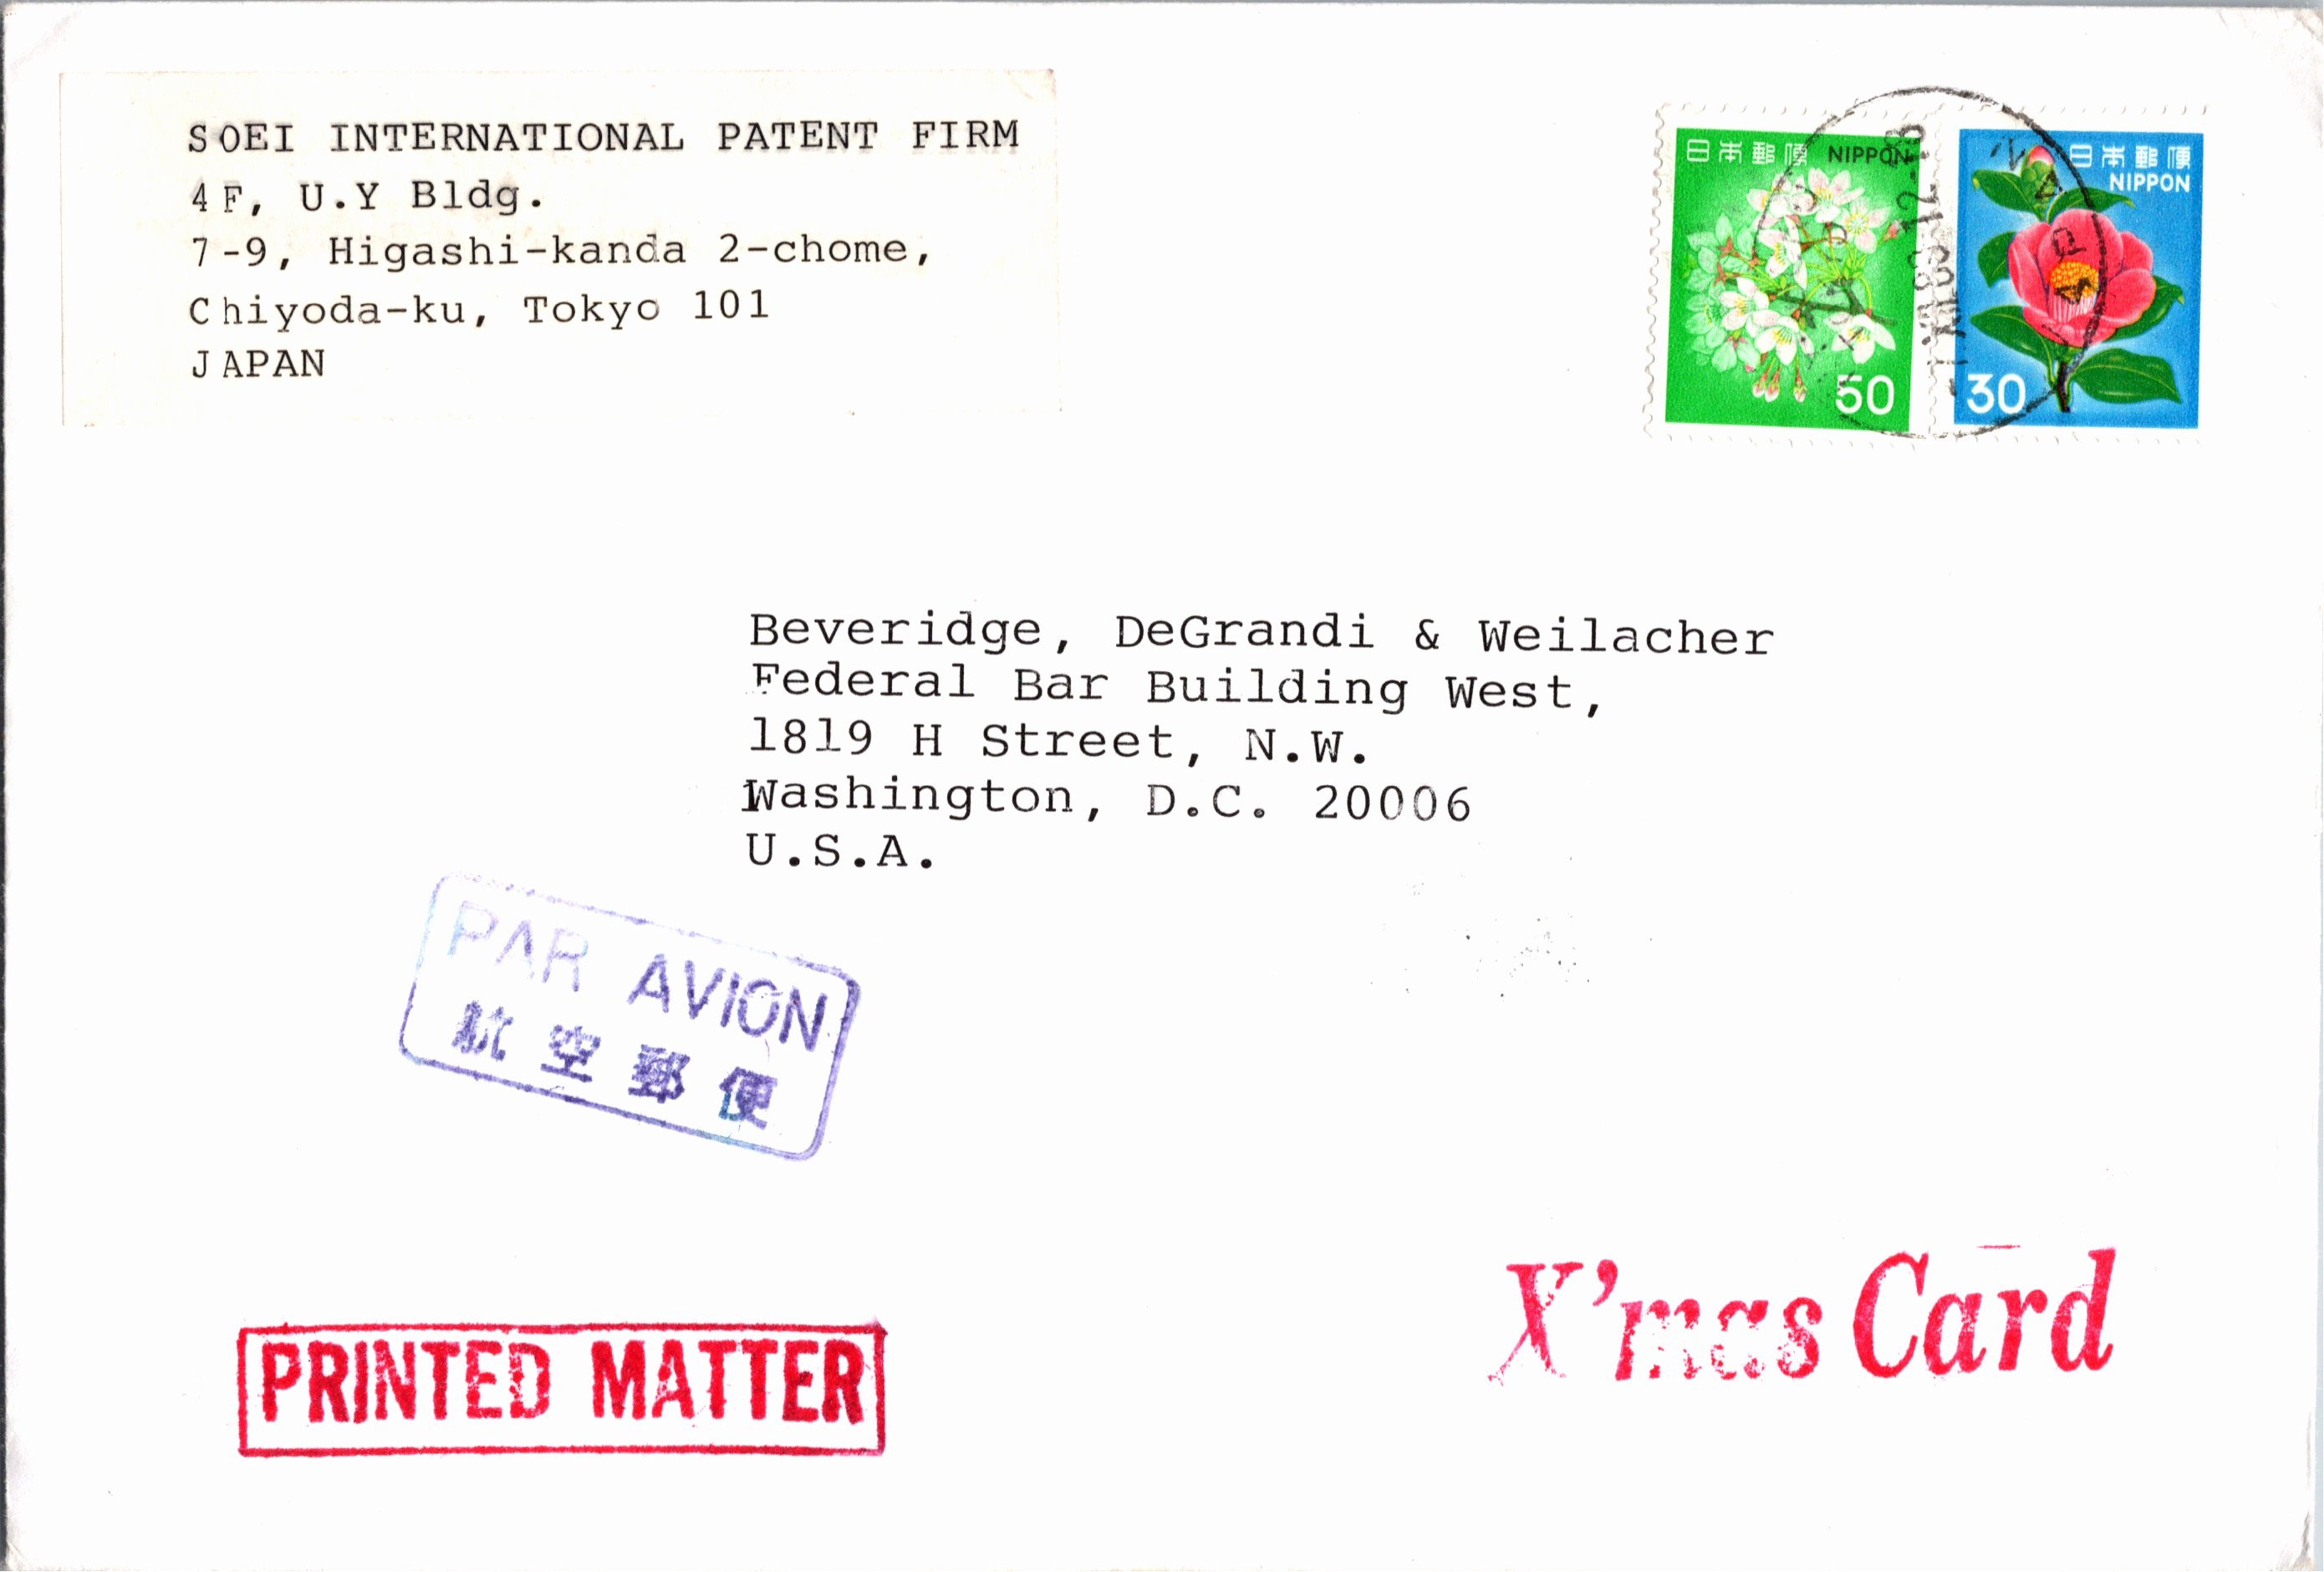 SOEI INTERNATIONAL PATENT FIRM
4F, U.Y Bldg.
7-9, Higashi-kanda 2-chome,
Chiyoda-ku, Tokyo 101
JAPAN
日本郵便 NIPPON
50
日本郵便
NIPPON
30
Beveridge, DeGrandi & Weilacher
Federal Bar Building West,
1819 H Street, N.W.
Washington, D.C. 20006
U.S.A.
PAR AVION
航空郵便
PRINTED MATTER
X'mas Card